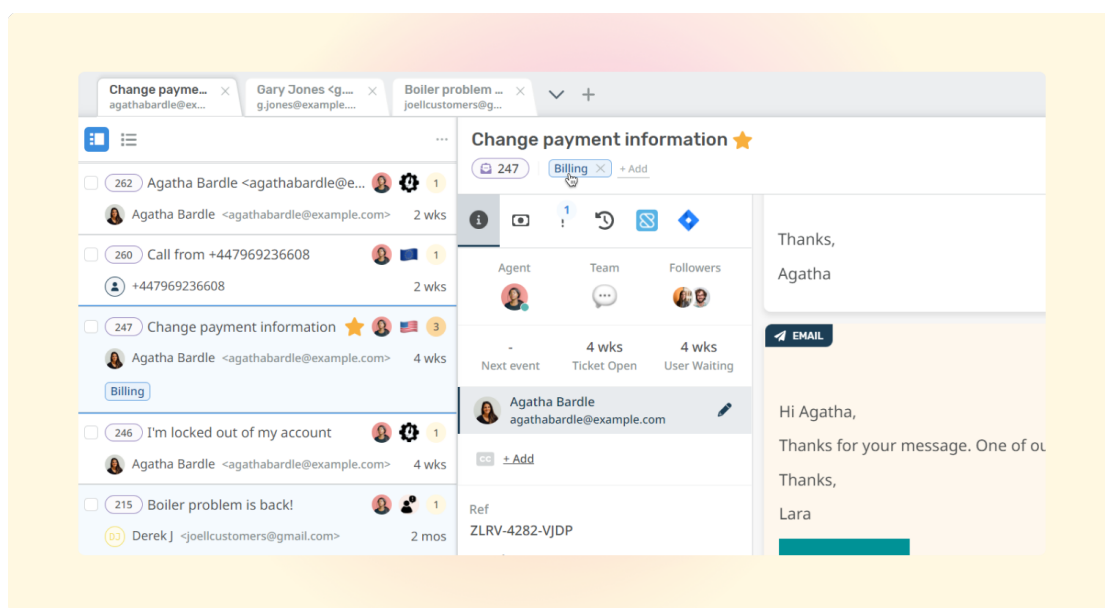 Change payme...
agathabardle@ex...
Gary Jones <g....
g.jones@example....
Boiler problem ...
joellcustomers@g...
262 Agatha Bardle <agathabardle@e... 1
Agatha Bardle <agathabardle@example.com> 2 wks
260 Call from +447969236608 1
+447969236608 2 wks
247 Change payment information 3
Agatha Bardle <agathabardle@example.com> 4 wks
Billing
246 I'm locked out of my account 1
Agatha Bardle <agathabardle@example.com> 4 wks
215 Boiler problem is back! 1
DJ Derek J <joellcustomers@gmail.com> 2 mos
Change payment information
247 Billing + Add
1
Agent Team Followers
- 4 wks 4 wks
Next event Ticket Open User Waiting
Agatha Bardle
agathabardle@example.com
CC + Add
Ref
ZLRV-4282-VJDP
Thanks,
Agatha
EMAIL
Hi Agatha,
Thanks for your message. One of ou
Thanks,
Lara